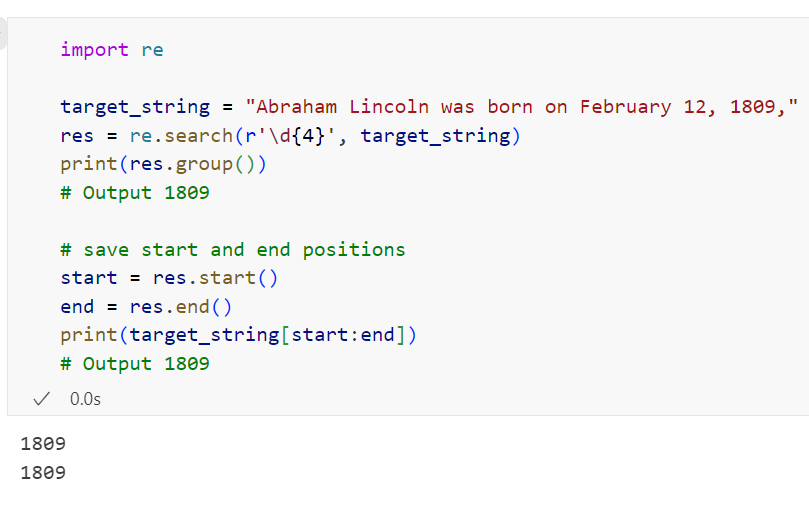 import re
target_string = "Abraham Lincoln was born on February 12, 1809,"
res = re.search(r'\d{4}', target_string)
print(res.group())
# Output 1809
# save start and end positions
start = res.start()
end = res.end()
print(target_string[start:end])
# Output 1809
0.0s
1809
1809